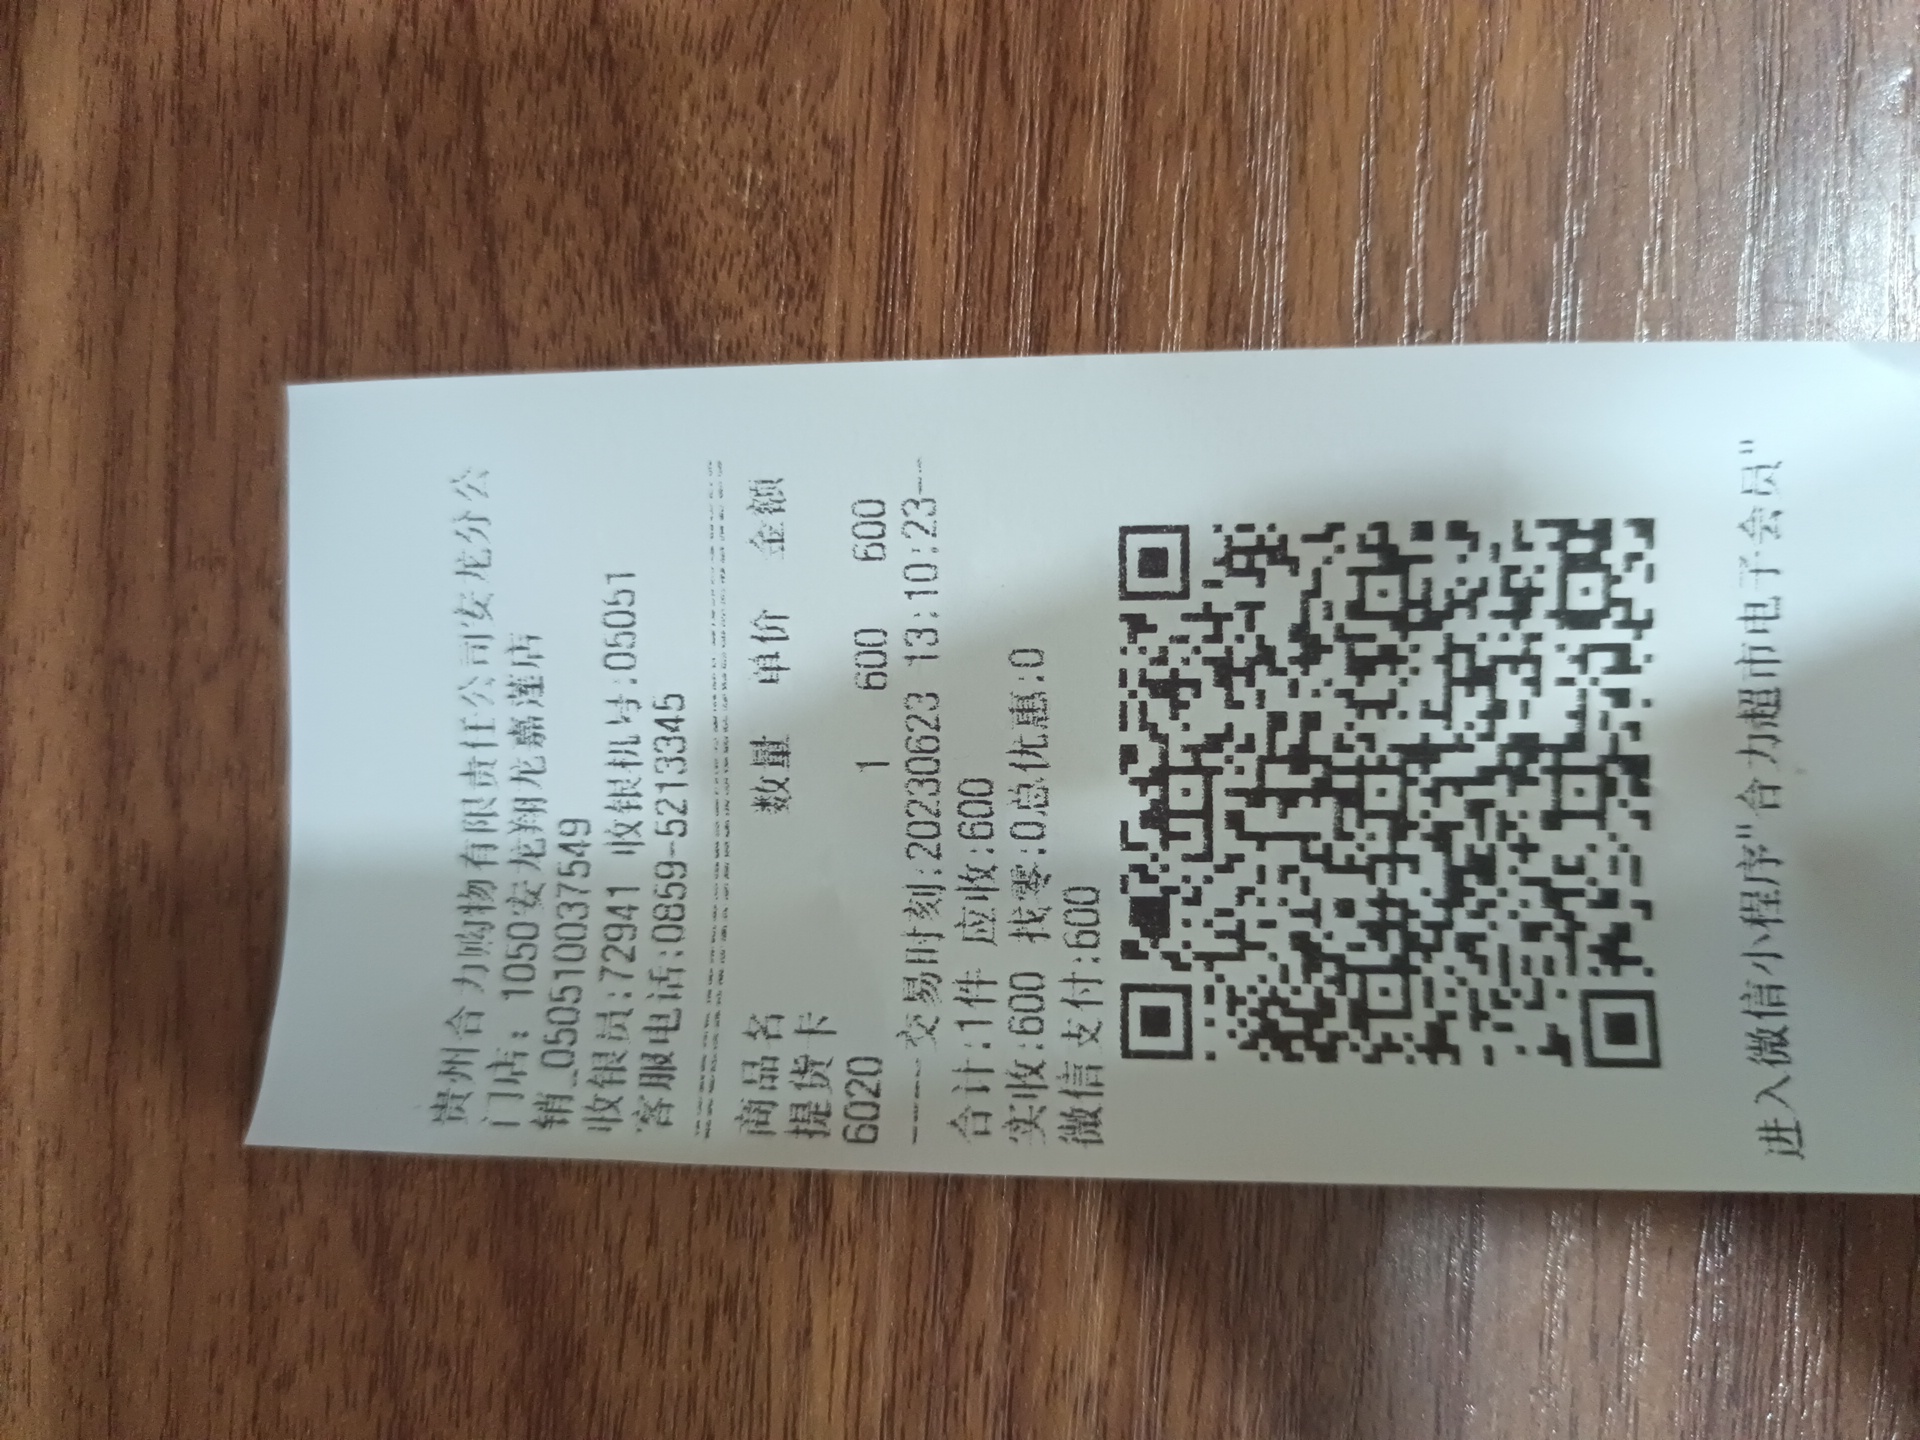 贵州合力购物有限责任公司安龙分公
门店: 1050安龙翔龙嘉莲店
销_050510037549
收银员:72941 收银机号:05051
客服电话:0859-5213345
商品名 数量 单价 金额
提货卡
6020 1 600 600
----交易时刻:20230623 13:10:23--
合计:1件 应收:600
实收:600 找零:0总优惠:0
微信支付:600
进入微信小程序"合力超市电子会员"